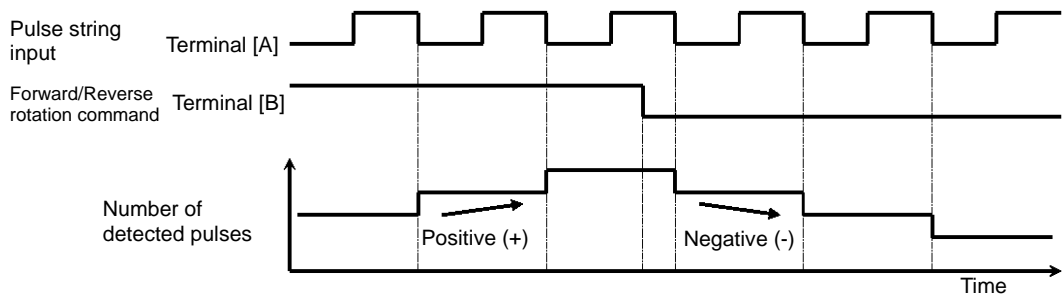 Pulse string
input
Terminal [A]
Forward/Reverse
rotation command
Terminal [B]
Number of
detected pulses
Positive (+)
Negative (-)
Time